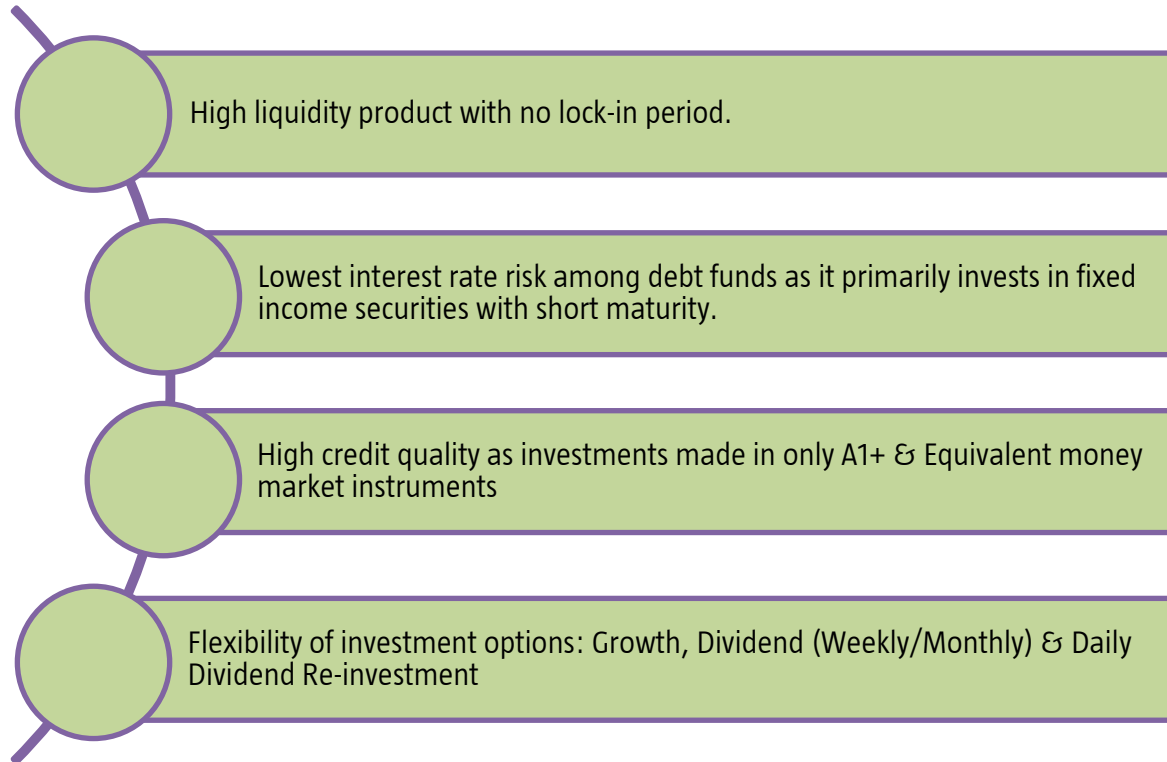 High liquidity product with no lock-in period.
Lowest interest rate risk among debt funds as it primarily invests in fixed
income securities with short maturity.
High credit quality as investments made in only A1+ & Equivalent money
market instruments
Flexibility of investment options: Growth, Dividend (Weekly/Monthly) & Daily
Dividend Re-investment